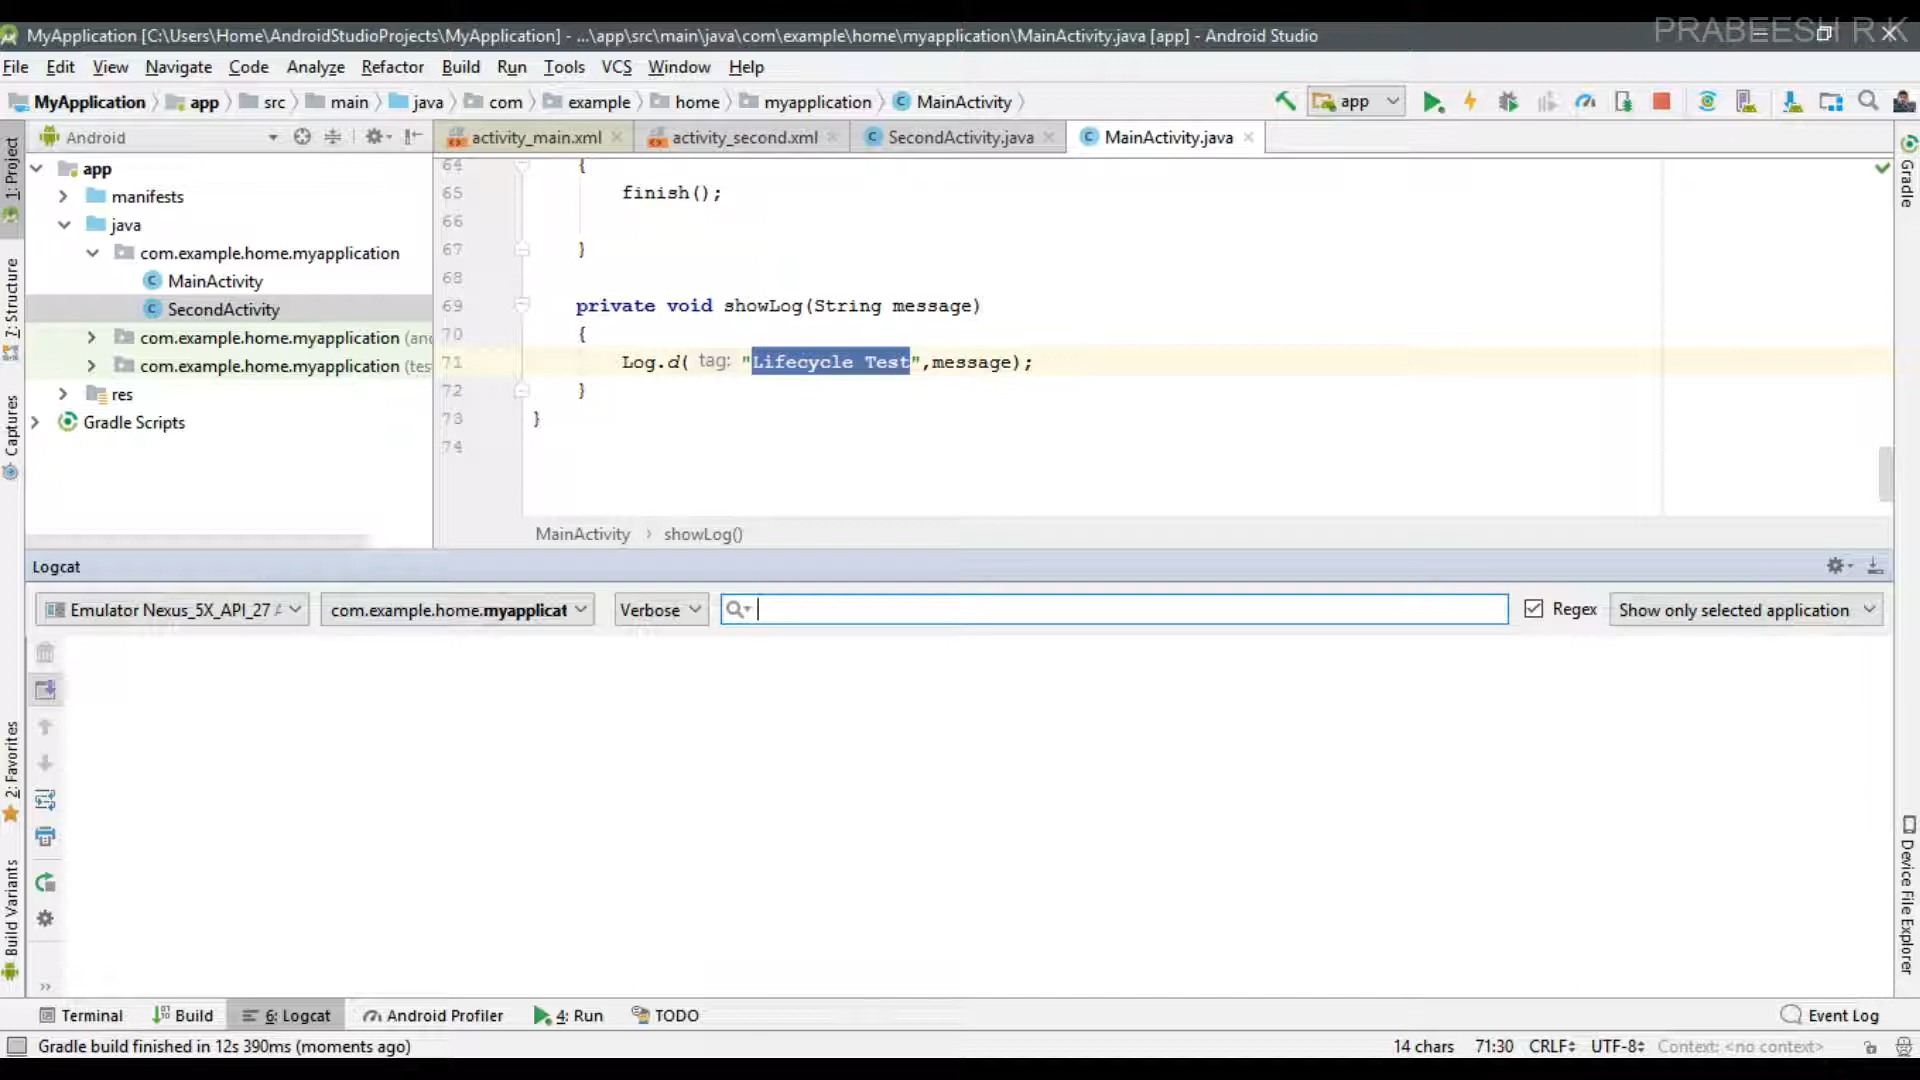 PRABEESH R K
MyApplication [C:\Users\Home\AndroidStudioProjects\MyApplication] - ...\app\src\main\java\com\example\home\myapplication\MainActivity.java [app] - Android Studio
File Edit View Navigate Code Analyze Refactor Build Run Tools VCS Window Help
MyApplication app src main java com example home myapplication MainActivity app
Android activity_main.xml activity_second.xml SecondActivity.java MainActivity.java
1: Project
7: Structure
Captures
2: Favorites
Build Variants
app
manifests
java
com.example.home.myapplication
MainActivity
SecondActivity
com.example.home.myapplication (an
com.example.home.myapplication (tes
res
Gradle Scripts
64 {
65 finish();
66
67 }
68
69 private void showLog(String message)
70 {
71 Log.d( tag: "Lifecycle Test",message);
72 }
73 }
74
MainActivity › showLog()
Gradle
Device File Explorer
Logcat
Emulator Nexus_5X_API_27 com.example.home.myapplicat Verbose Regex Show only selected application
Terminal Build 6: Logcat Android Profiler 4: Run TODO Event Log
Gradle build finished in 12s 390ms (moments ago) 14 chars 71:30 CRLF UTF-8 Context: <no context>